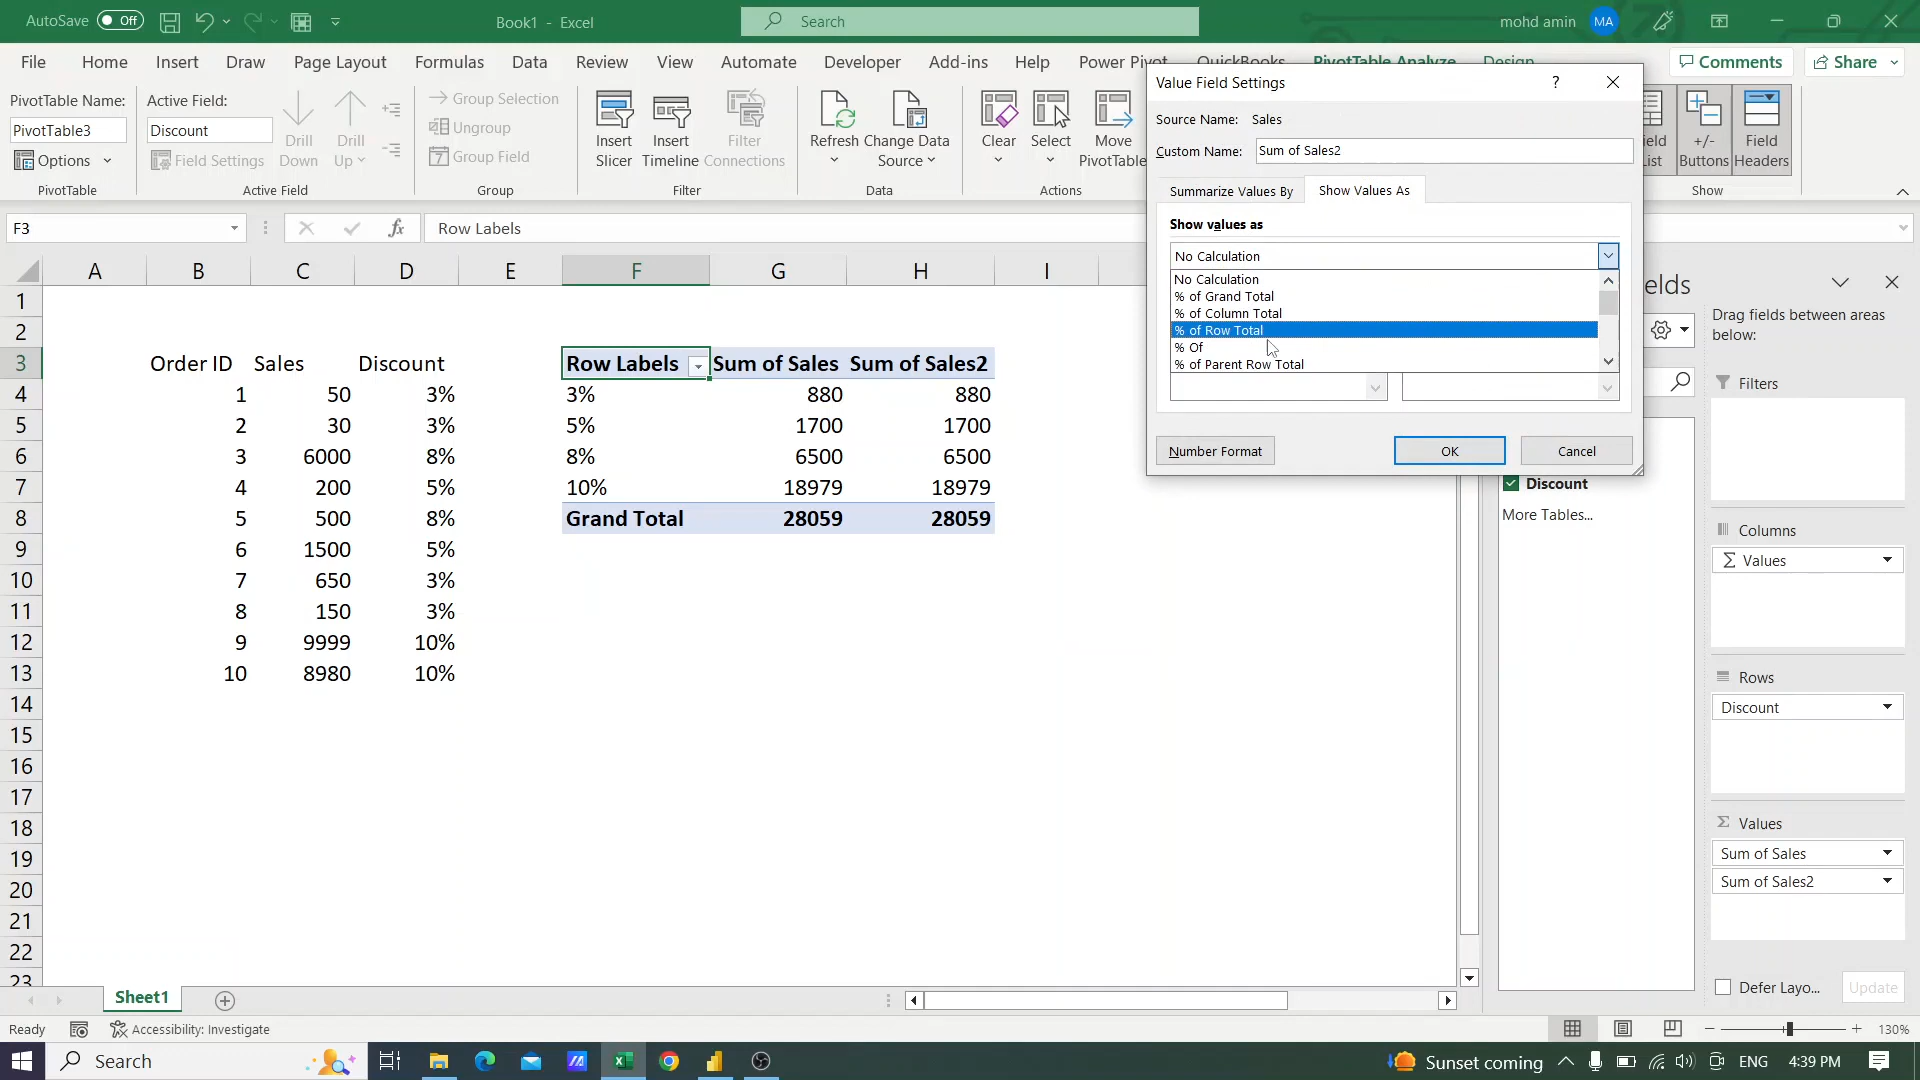 AutoSave Off
Book1 - Excel
Search
mohd amin MA
File Home Insert Draw Page Layout Formulas Data Review View Automate Developer Add-ins Help Power Pivot QuickBooks PivotTable Analyze Design Comments Share
PivotTable Name:
PivotTable3
Options
PivotTable
Active Field:
Discount
Field Settings
Drill Down
Drill Up
Active Field
Group Selection
Ungroup
Group Field
Group
Insert Slicer
Insert Timeline
Filter Connections
Filter
Refresh
Change Data Source
Data
Clear
Select
Move PivotTable
Actions
+/- Buttons
Field Headers
Show
F3
fx
Row Labels
A B C D E F G H I
1
2
3 Order ID Sales Discount Row Labels Sum of Sales Sum of Sales2
4 1 50 3% 3% 880 880
5 2 30 3% 5% 1700 1700
6 3 6000 8% 8% 6500 6500
7 4 200 5% 10% 18979 18979
8 5 500 8% Grand Total 28059 28059
9 6 1500 5%
10 7 650 3%
11 8 150 3%
12 9 9999 10%
13 10 8980 10%
14
15
16
17
18
19
20
21
22
23
Value Field Settings ?
Source Name: Sales
Custom Name: Sum of Sales2
Summarize Values By Show Values As
Show values as
No Calculation
No Calculation
% of Grand Total
% of Column Total
% of Row Total
% Of
% of Parent Row Total
Number Format OK Cancel
elds
Discount
More Tables...
Drag fields between areas below:
Filters
Columns
Σ Values
Rows
Discount
Σ Values
Sum of Sales
Sum of Sales2
Defer Layo... Update
Sheet1
Ready Accessibility: Investigate 130%
Search
Sunset coming ENG 4:39 PM